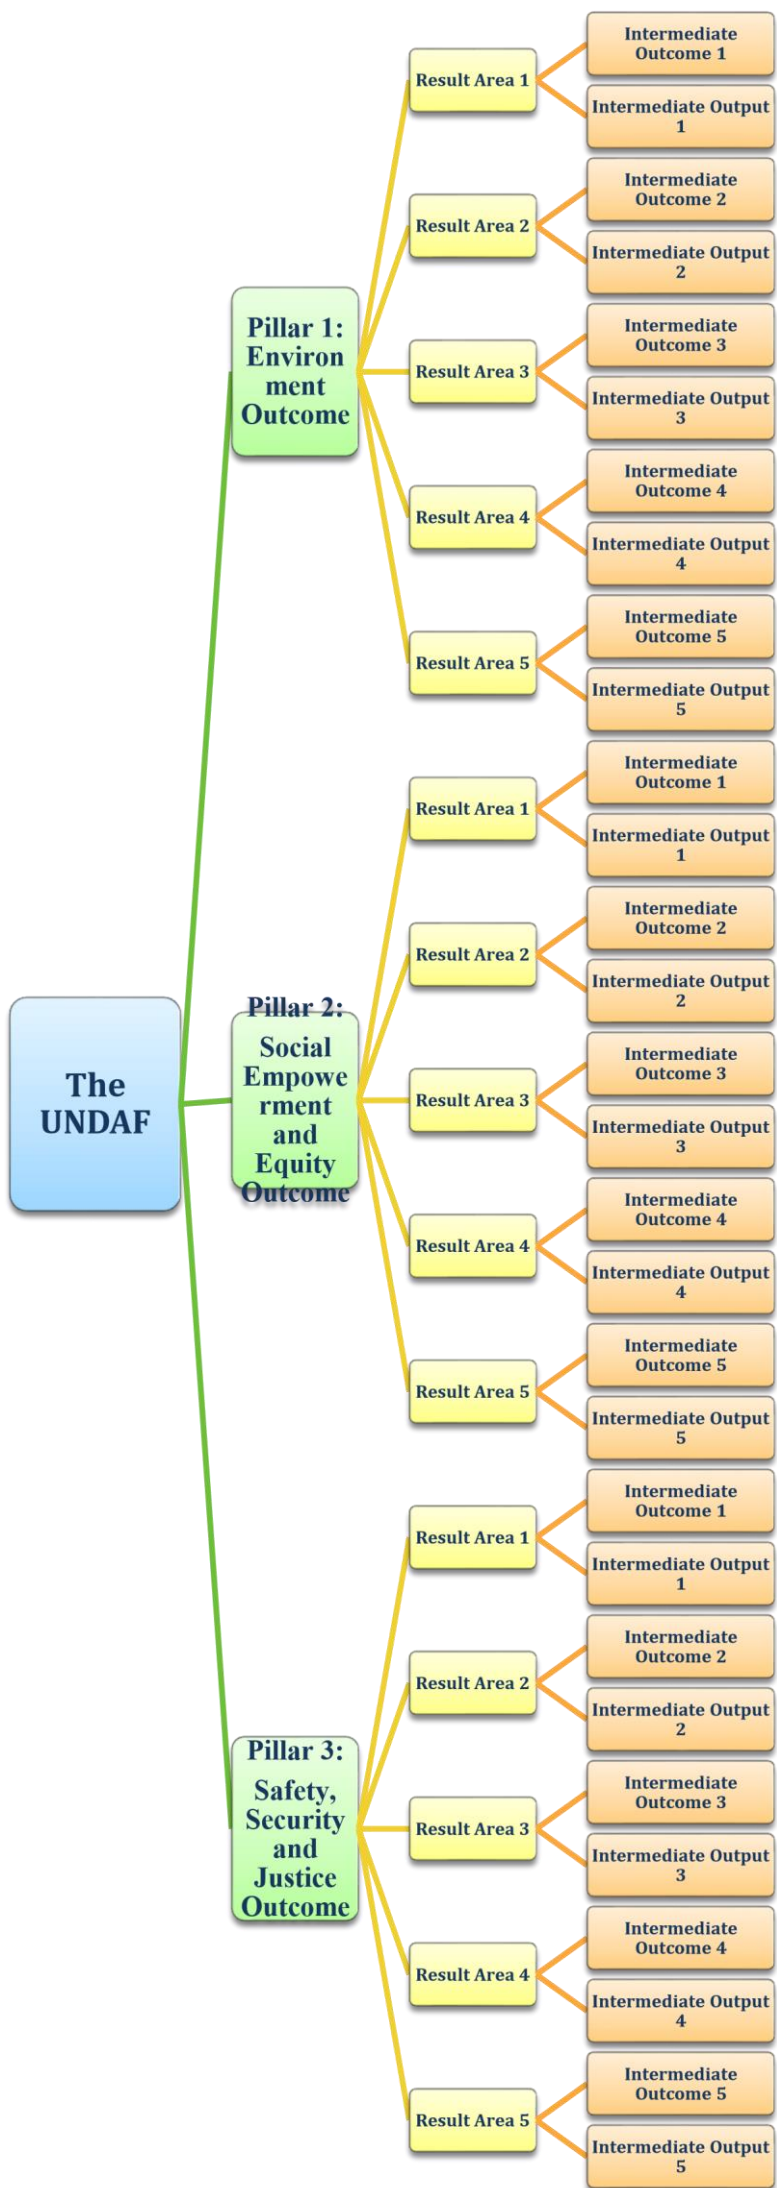 The
UNDAF
Pillar 1:
Environ
ment
Outcome
Result Area 1
Intermediate
Outcome 1
Intermediate Output
1
Result Area 2
Intermediate
Outcome 2
Intermediate Output
2
Result Area 3
Intermediate
Outcome 3
Intermediate Output
3
Result Area 4
Intermediate
Outcome 4
Intermediate Output
4
Result Area 5
Intermediate
Outcome 5
Intermediate Output
5
Pillar 2:
Social
Empowe
rment
and
Equity
Outcome
Result Area 1
Intermediate
Outcome 1
Intermediate Output
1
Result Area 2
Intermediate
Outcome 2
Intermediate Output
2
Result Area 3
Intermediate
Outcome 3
Intermediate Output
3
Result Area 4
Intermediate
Outcome 4
Intermediate Output
4
Result Area 5
Intermediate
Outcome 5
Intermediate Output
5
Pillar 3:
Safety,
Security
and
Justice
Outcome
Result Area 1
Intermediate
Outcome 1
Intermediate Output
1
Result Area 2
Intermediate
Outcome 2
Intermediate Output
2
Result Area 3
Intermediate
Outcome 3
Intermediate Output
3
Result Area 4
Intermediate
Outcome 4
Intermediate Output
4
Result Area 5
Intermediate
Outcome 5
Intermediate Output
5